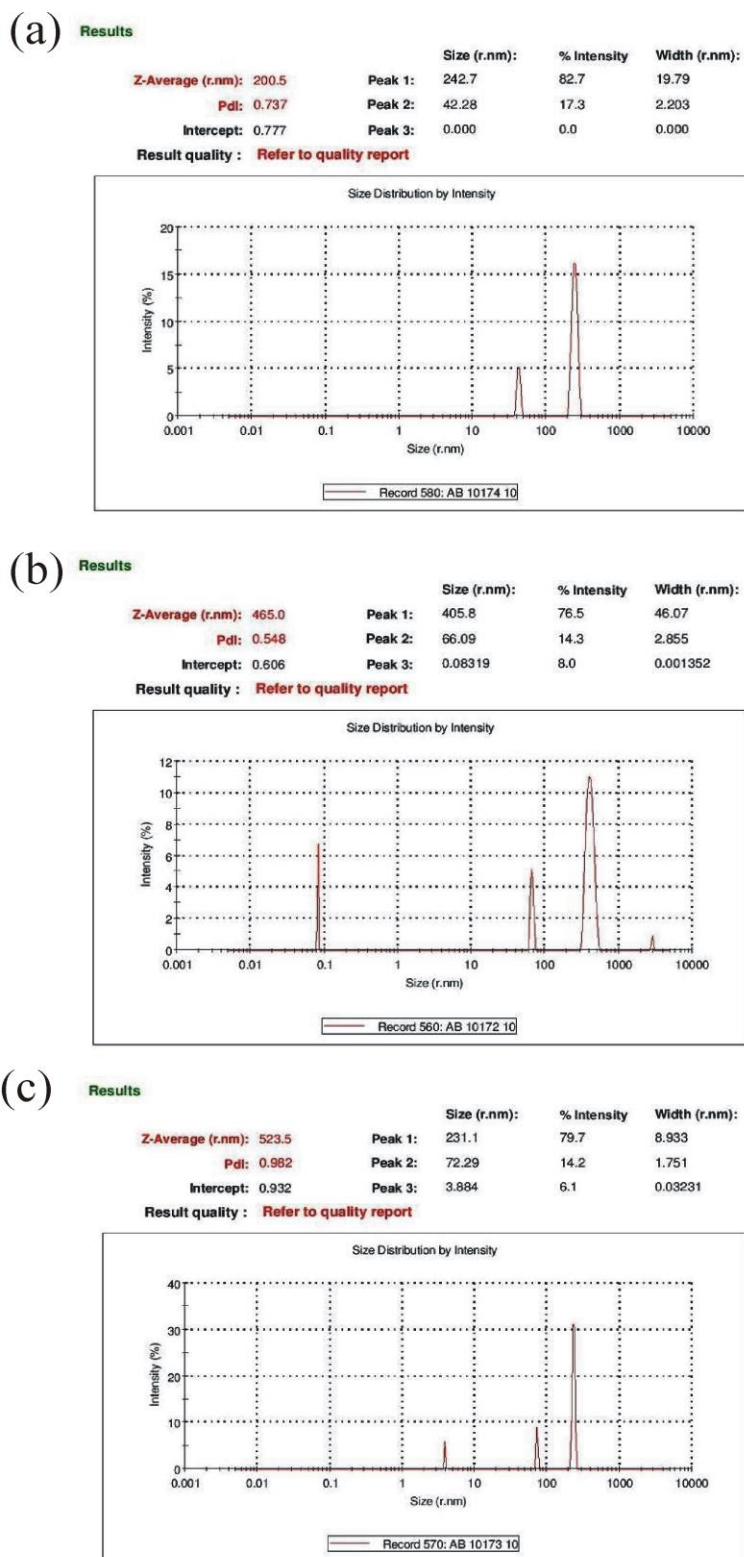 (a) Results
Size (r.nm): % Intensity Width (r.nm):
Z-Average (r.nm): 200.5 Peak 1: 242.7 82.7 19.79
PdI: 0.737 Peak 2: 42.28 17.3 2.203
Intercept: 0.777 Peak 3: 0.000 0.0 0.000
Result quality : Refer to quality report
Size Distribution by Intensity
Intensity (%)
20
15
10
5
0
0.001 0.01 0.1 1 10 100 1000 10000
Size (r.nm)
Record 580: AB 10174 10
(b) Results
Size (r.nm): % Intensity Width (r.nm):
Z-Average (r.nm): 465.0 Peak 1: 405.8 76.5 46.07
PdI: 0.548 Peak 2: 66.09 14.3 2.855
Intercept: 0.606 Peak 3: 0.08319 8.0 0.001352
Result quality : Refer to quality report
Size Distribution by Intensity
Intensity (%)
12
10
8
6
4
2
0
0.001 0.01 0.1 1 10 100 1000 10000
Size (r.nm)
Record 560: AB 10172 10
(c) Results
Size (r.nm): % Intensity Width (r.nm):
Z-Average (r.nm): 523.5 Peak 1: 231.1 79.7 8.933
PdI: 0.982 Peak 2: 72.29 14.2 1.751
Intercept: 0.932 Peak 3: 3.884 6.1 0.03231
Result quality : Refer to quality report
Size Distribution by Intensity
Intensity (%)
40
30
20
10
0
0.001 0.01 0.1 1 10 100 1000 10000
Size (r.nm)
Record 570: AB 10173 10